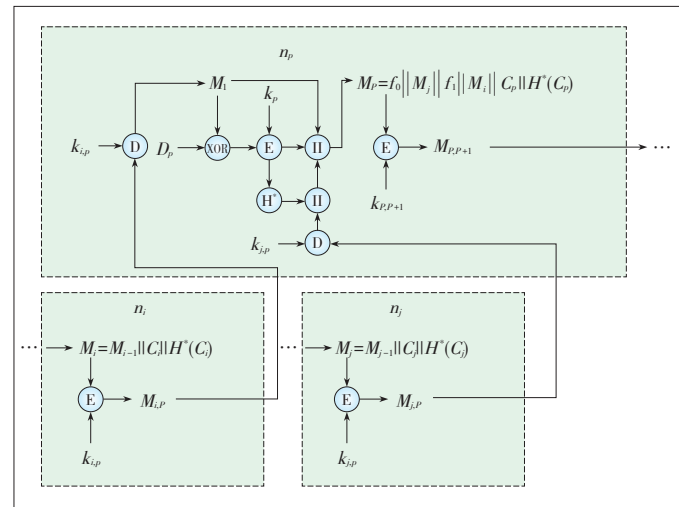 n_p
M_1
k_p
M_P=f_0||M_j||f_1||M_i||C_p||H*(C_p)
k_{i,p}
D
D_p
XOR
E
II
E
M_{P,P+1}
...
H*
II
k_{P,P+1}
k_{j,p}
D
n_i
n_j
...
M_i=M_{i-1}||C_i||H*(C_i)
...
M_j=M_{j-1}||C_j||H*(C_j)
E
M_{i,P}
E
M_{j,P}
k_{i,p}
k_{j,p}